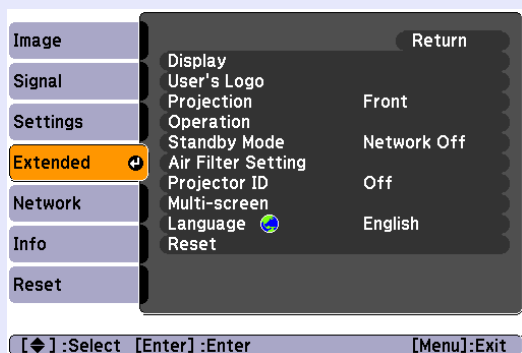 Image
Signal
Settings
Extended
Network
Info
Reset
Return
Display
User's Logo
Projection Front
Operation
Standby Mode Network Off
Air Filter Setting
Projector ID Off
Multi-screen
Language English
Reset
[◆] :Select [Enter] :Enter [Menu]:Exit